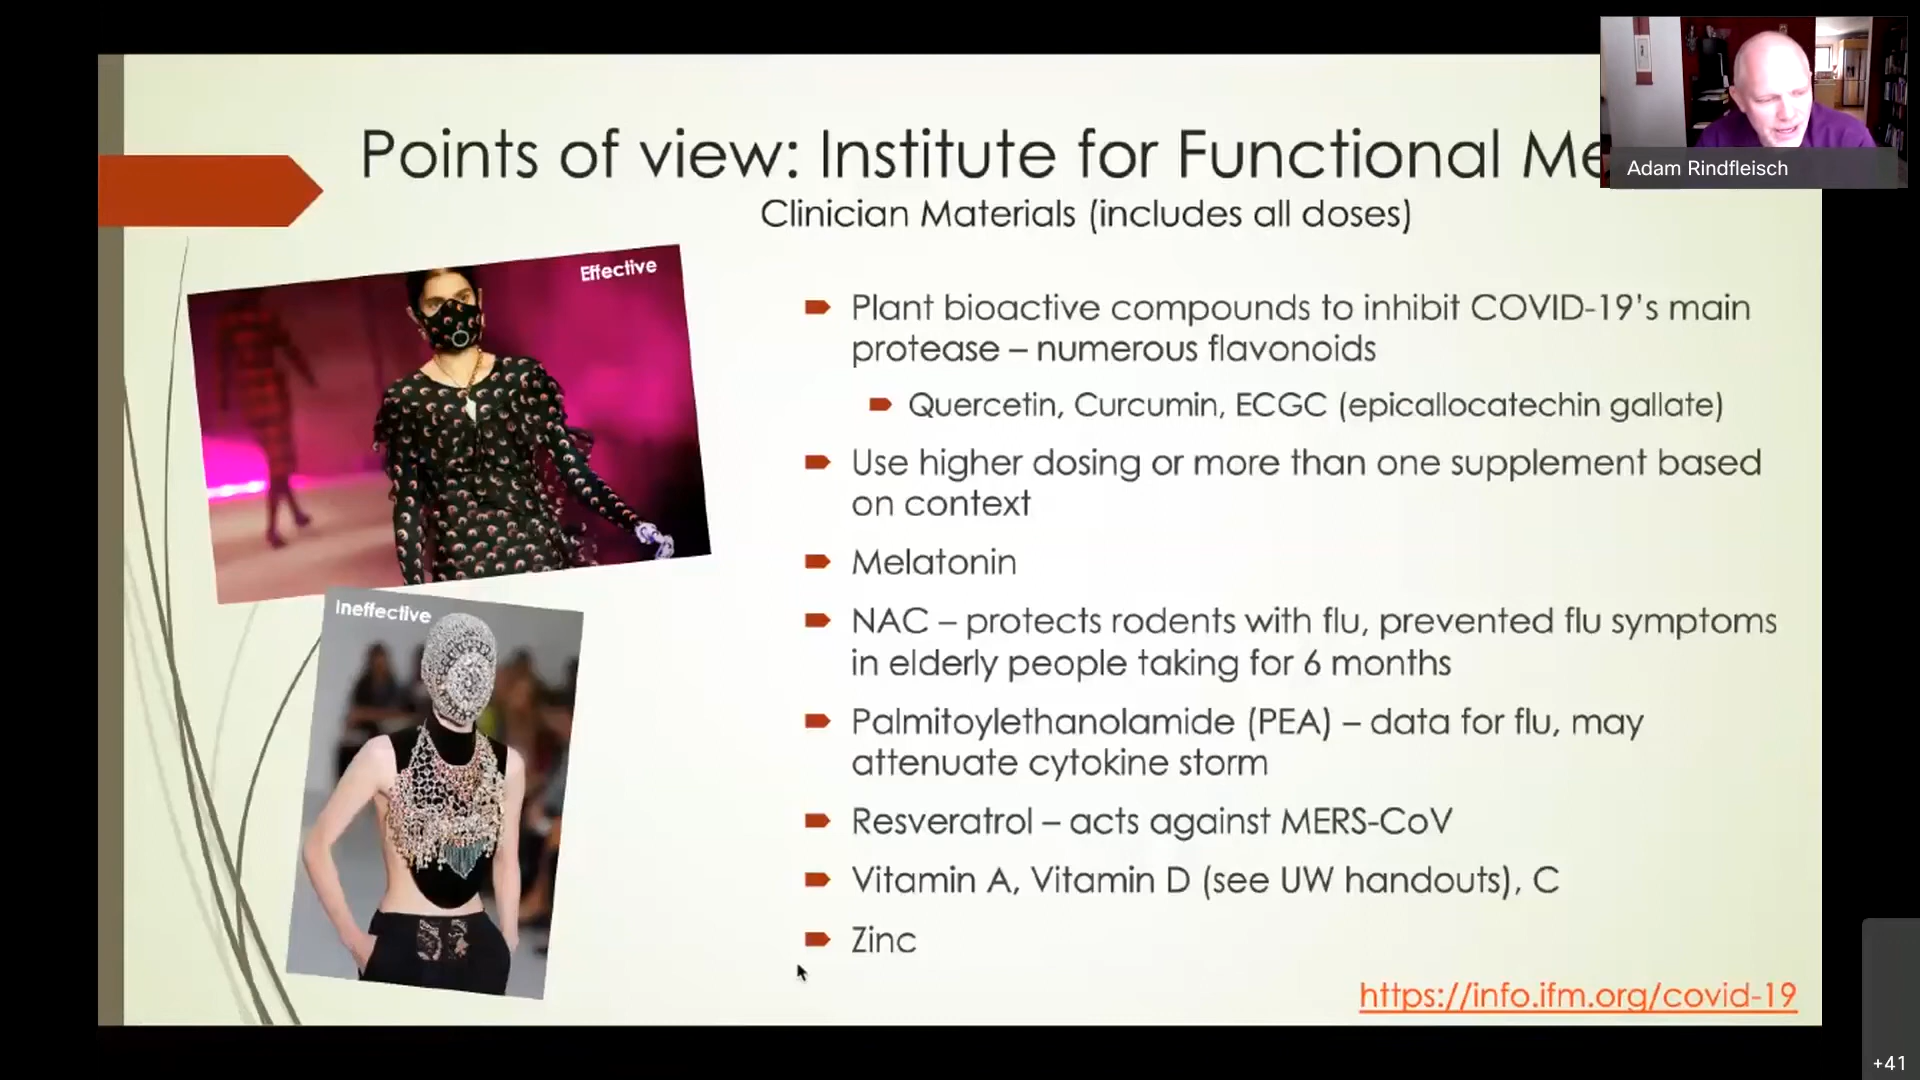 Points of view: Institute for Functional Me
Clinician Materials (includes all doses)
Adam Rindfleisch
Effective
Ineffective
Plant bioactive compounds to inhibit COVID-19's main
protease – numerous flavonoids
Quercetin, Curcumin, ECGC (epicallocatechin gallate)
Use higher dosing or more than one supplement based
on context
Melatonin
NAC – protects rodents with flu, prevented flu symptoms
in elderly people taking for 6 months
Palmitoylethanolamide (PEA) – data for flu, may
attenuate cytokine storm
Resveratrol – acts against MERS-CoV
Vitamin A, Vitamin D (see UW handouts), C
Zinc
https://info.ifm.org/covid-19
+41